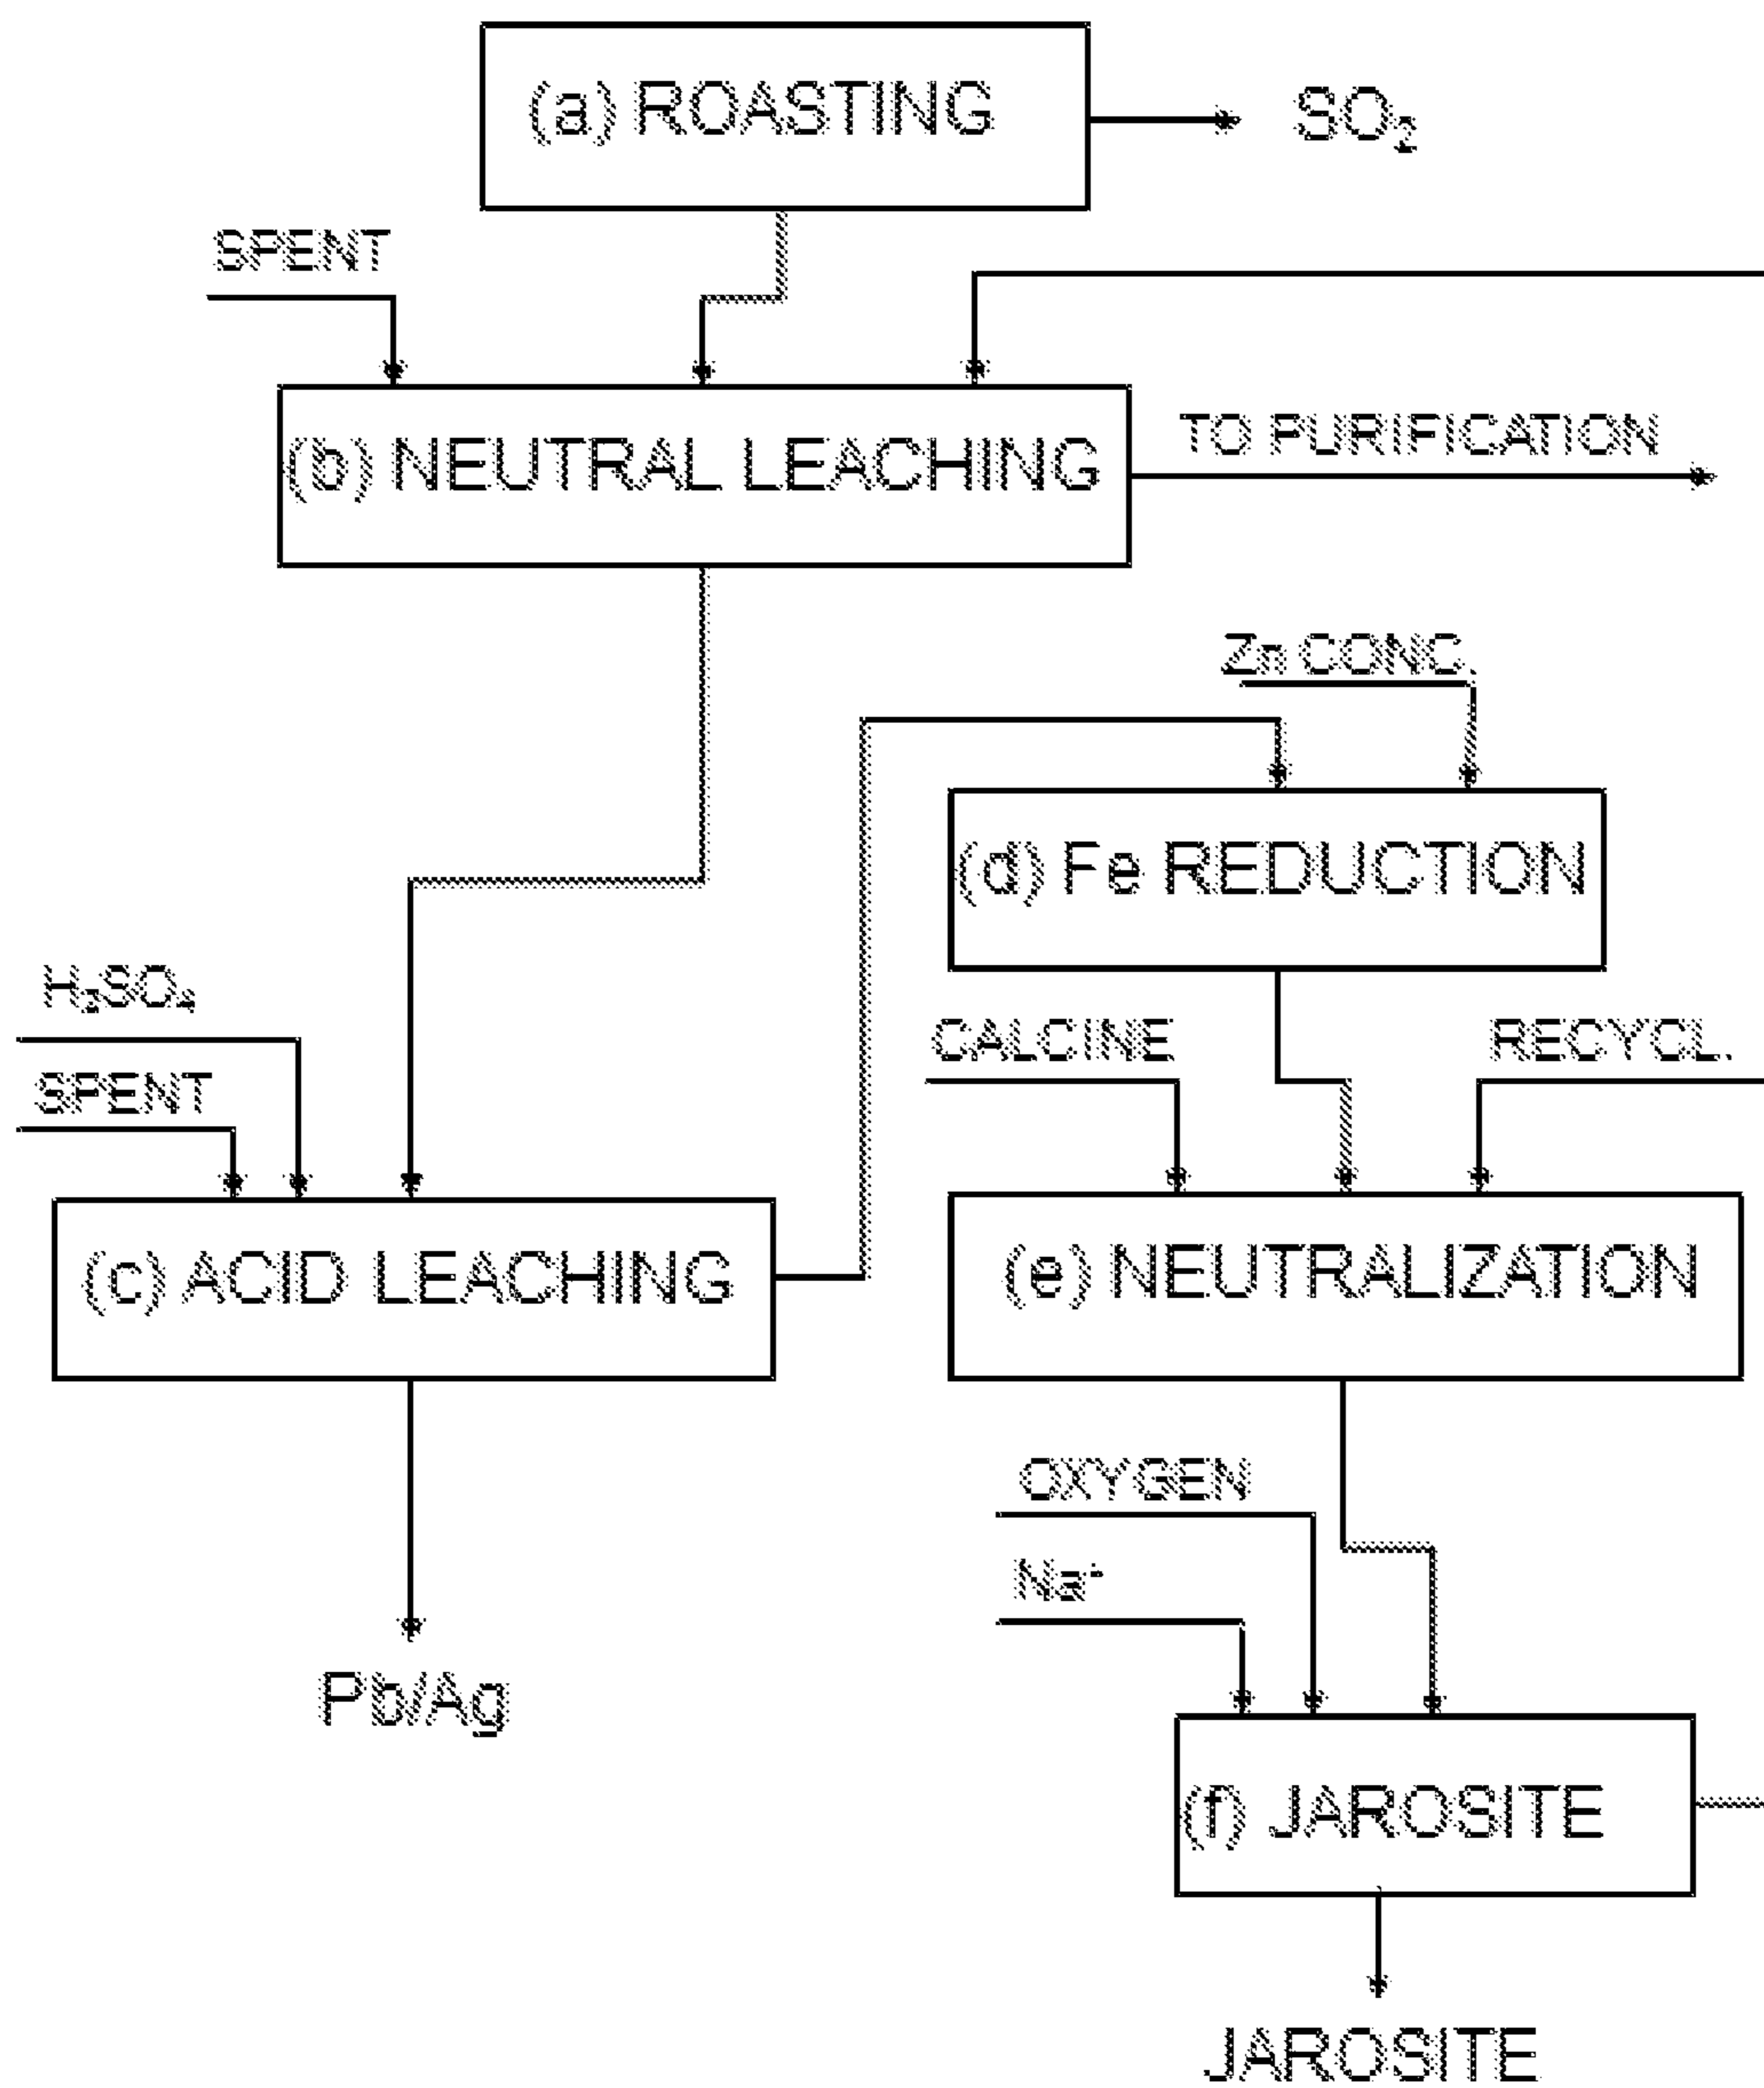 (a) ROASTING
SO₂
SPENT
(b) NEUTRAL LEACHING
TO PURIFICATION
Zn CONC.
(d) Fe REDUCTION
H₂SO₄
CALCINE
RECYCL.
SPENT
(c) ACID LEACHING
(e) NEUTRALIZATION
OXYGEN
Na⁺
Pb/Ag
(f) JAROSITE
JAROSITE